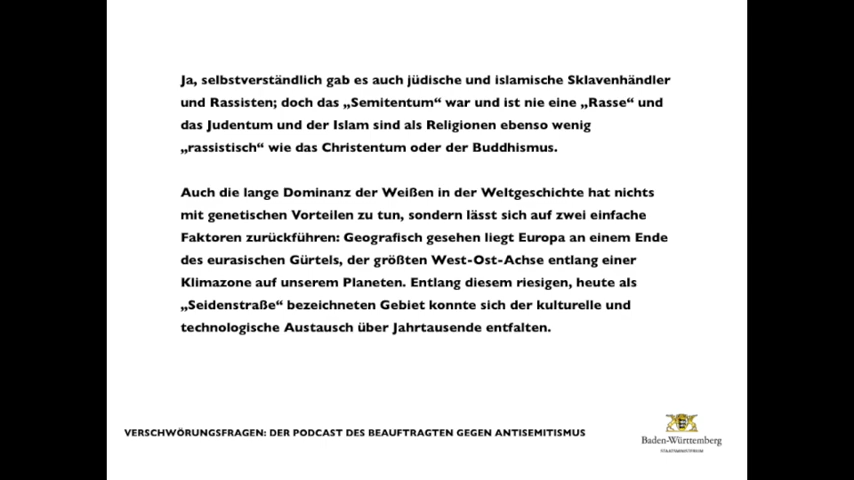 Ja, selbstverständlich gab es auch jüdische und islamische Sklavenhändler
und Rassisten; doch das „Semitentum“ war und ist nie eine „Rasse“ und
das Judentum und der Islam sind als Religionen ebenso wenig
„rassistisch“ wie das Christentum oder der Buddhismus.
Auch die lange Dominanz der Weißen in der Weltgeschichte hat nichts
mit genetischen Vorteilen zu tun, sondern lässt sich auf zwei einfache
Faktoren zurückführen: Geografisch gesehen liegt Europa an einem Ende
des eurasischen Gürtels, der größten West-Ost-Achse entlang einer
Klimazone auf unserem Planeten. Entlang diesem riesigen, heute als
„Seidenstraße“ bezeichneten Gebiet konnte sich der kulturelle und
technologische Austausch über Jahrtausende entfalten.
VERSCHWÖRUNGSFRAGEN: DER PODCAST DES BEAUFTRAGTEN GEGEN ANTISEMITISMUS
Baden-Württemberg
STAATSMINISTERIUM